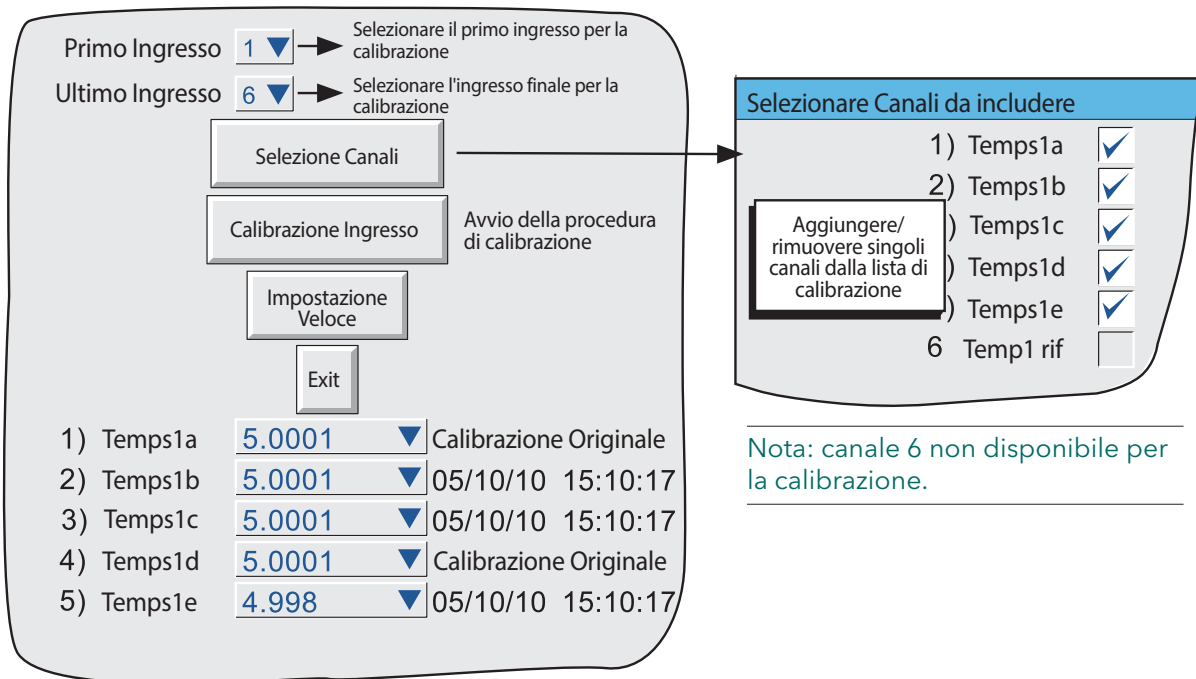 Primo Ingresso 1
Selezionare il primo ingresso per la
calibrazione
Ultimo Ingresso 6
Selezionare l'ingresso finale per la
calibrazione
Selezione Canali
Calibrazione Ingresso
Avvio della procedura
di calibrazione
Impostazione
Veloce
Exit
1) Temps1a 5.0001 Calibrazione Originale
2) Temps1b 5.0001 05/10/10 15:10:17
3) Temps1c 5.0001 05/10/10 15:10:17
4) Temps1d 5.0001 Calibrazione Originale
5) Temps1e 4.998 05/10/10 15:10:17
Selezionare Canali da includere
1) Temps1a
2) Temps1b
) Temps1c
) Temps1d
) Temps1e
6 Temp1 rif
Aggiungere/
rimuovere singoli
canali dalla lista di
calibrazione
Nota: canale 6 non disponibile per
la calibrazione.